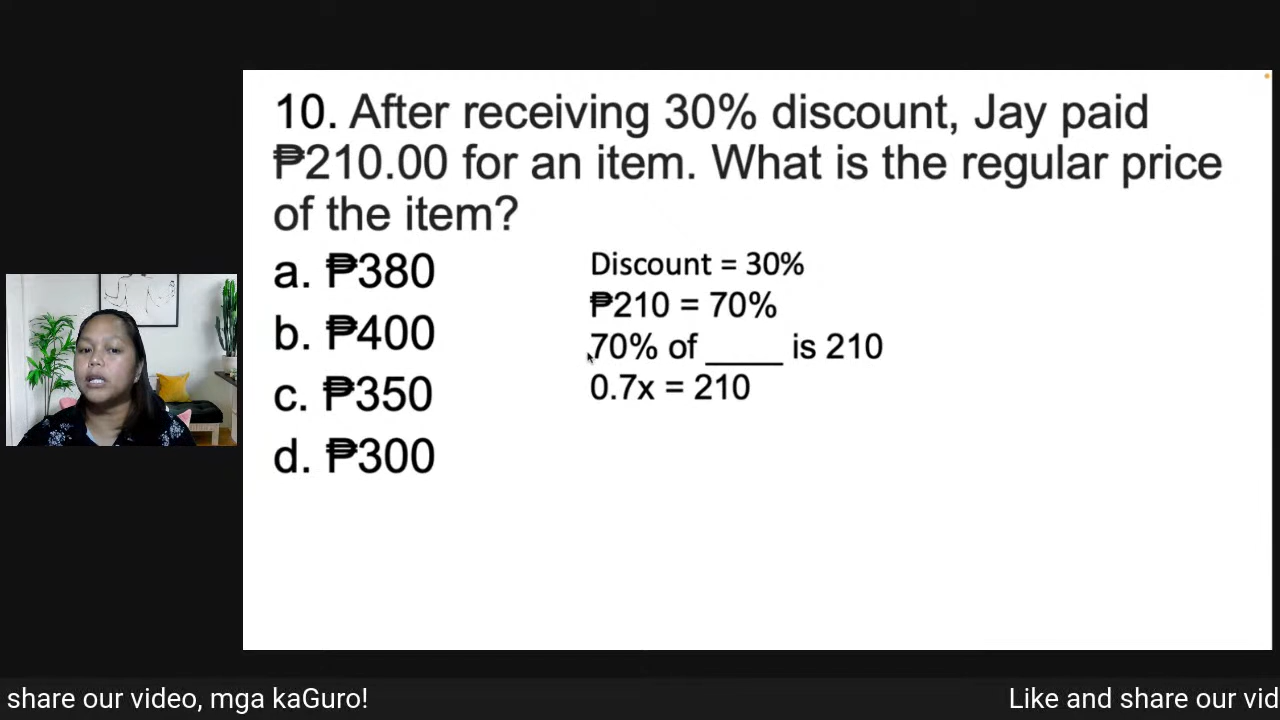 10. After receiving 30% discount, Jay paid
₱210.00 for an item. What is the regular price
of the item?
a. ₱380
b. ₱400
c. ₱350
d. ₱300
Discount = 30%
₱210 = 70%
70% of _____ is 210
0.7x = 210
share our video, mga kaGuro!
Like and share our vid